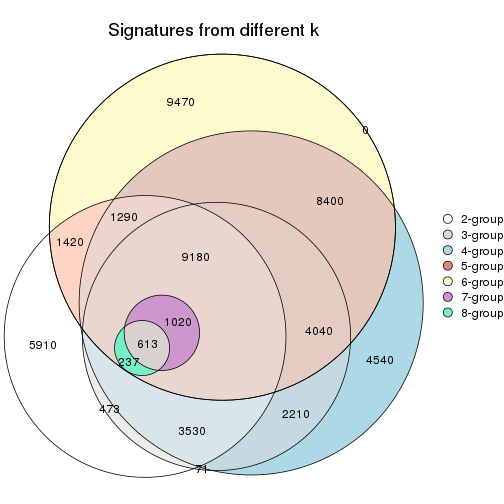 Signatures from different k
9470
0
8400
1290
1420
9180
1020
4040
613
5910
237
4540
473
2210
3530
71
2-group
3-group
4-group
5-group
6-group
7-group
8-group